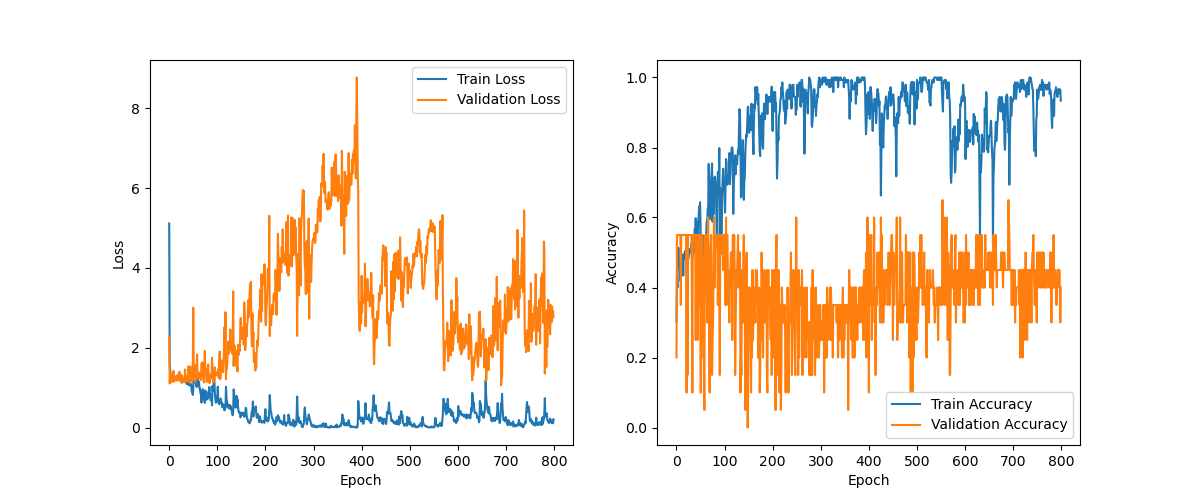 Train Loss
Validation Loss
8
6
4
2
0
Loss
0 100 200 300 400 500 600 700 800
Epoch
1.0
0.8
0.6
0.4
0.2
0.0
Accuracy
Train Accuracy
Validation Accuracy
0 100 200 300 400 500 600 700 800
Epoch